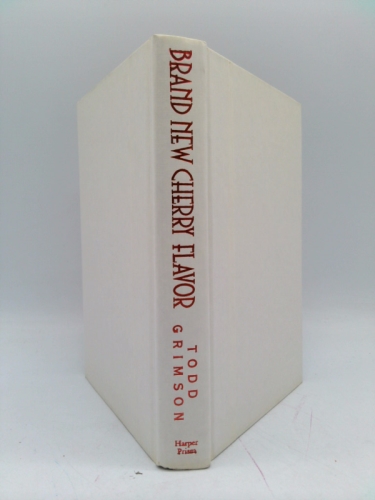 BRAND NEW CHERRY FLAVOR
TODD
GRIMSON
Harper
Prism